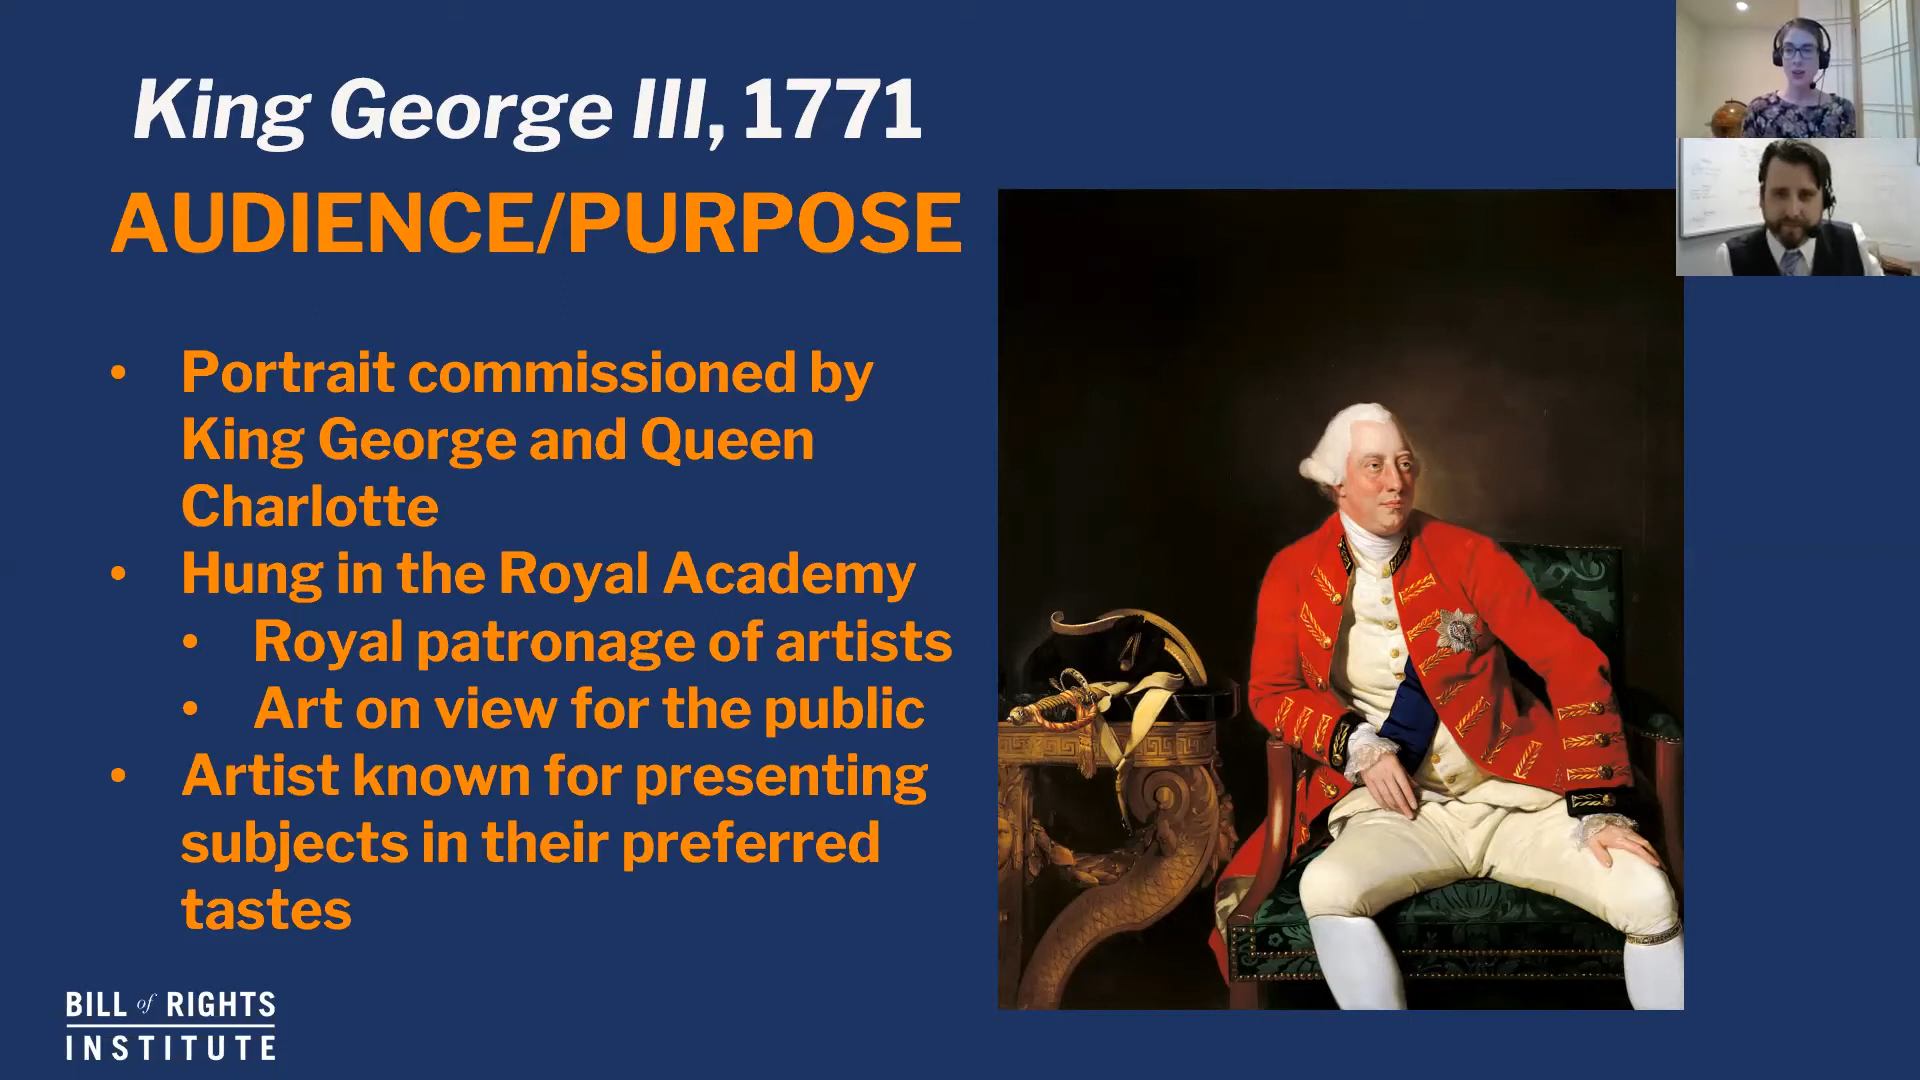 King George III, 1771
AUDIENCE/PURPOSE
• Portrait commissioned by
King George and Queen
Charlotte
• Hung in the Royal Academy
• Royal patronage of artists
• Art on view for the public
• Artist known for presenting
subjects in their preferred
tastes
BILL of RIGHTS
INSTITUTE